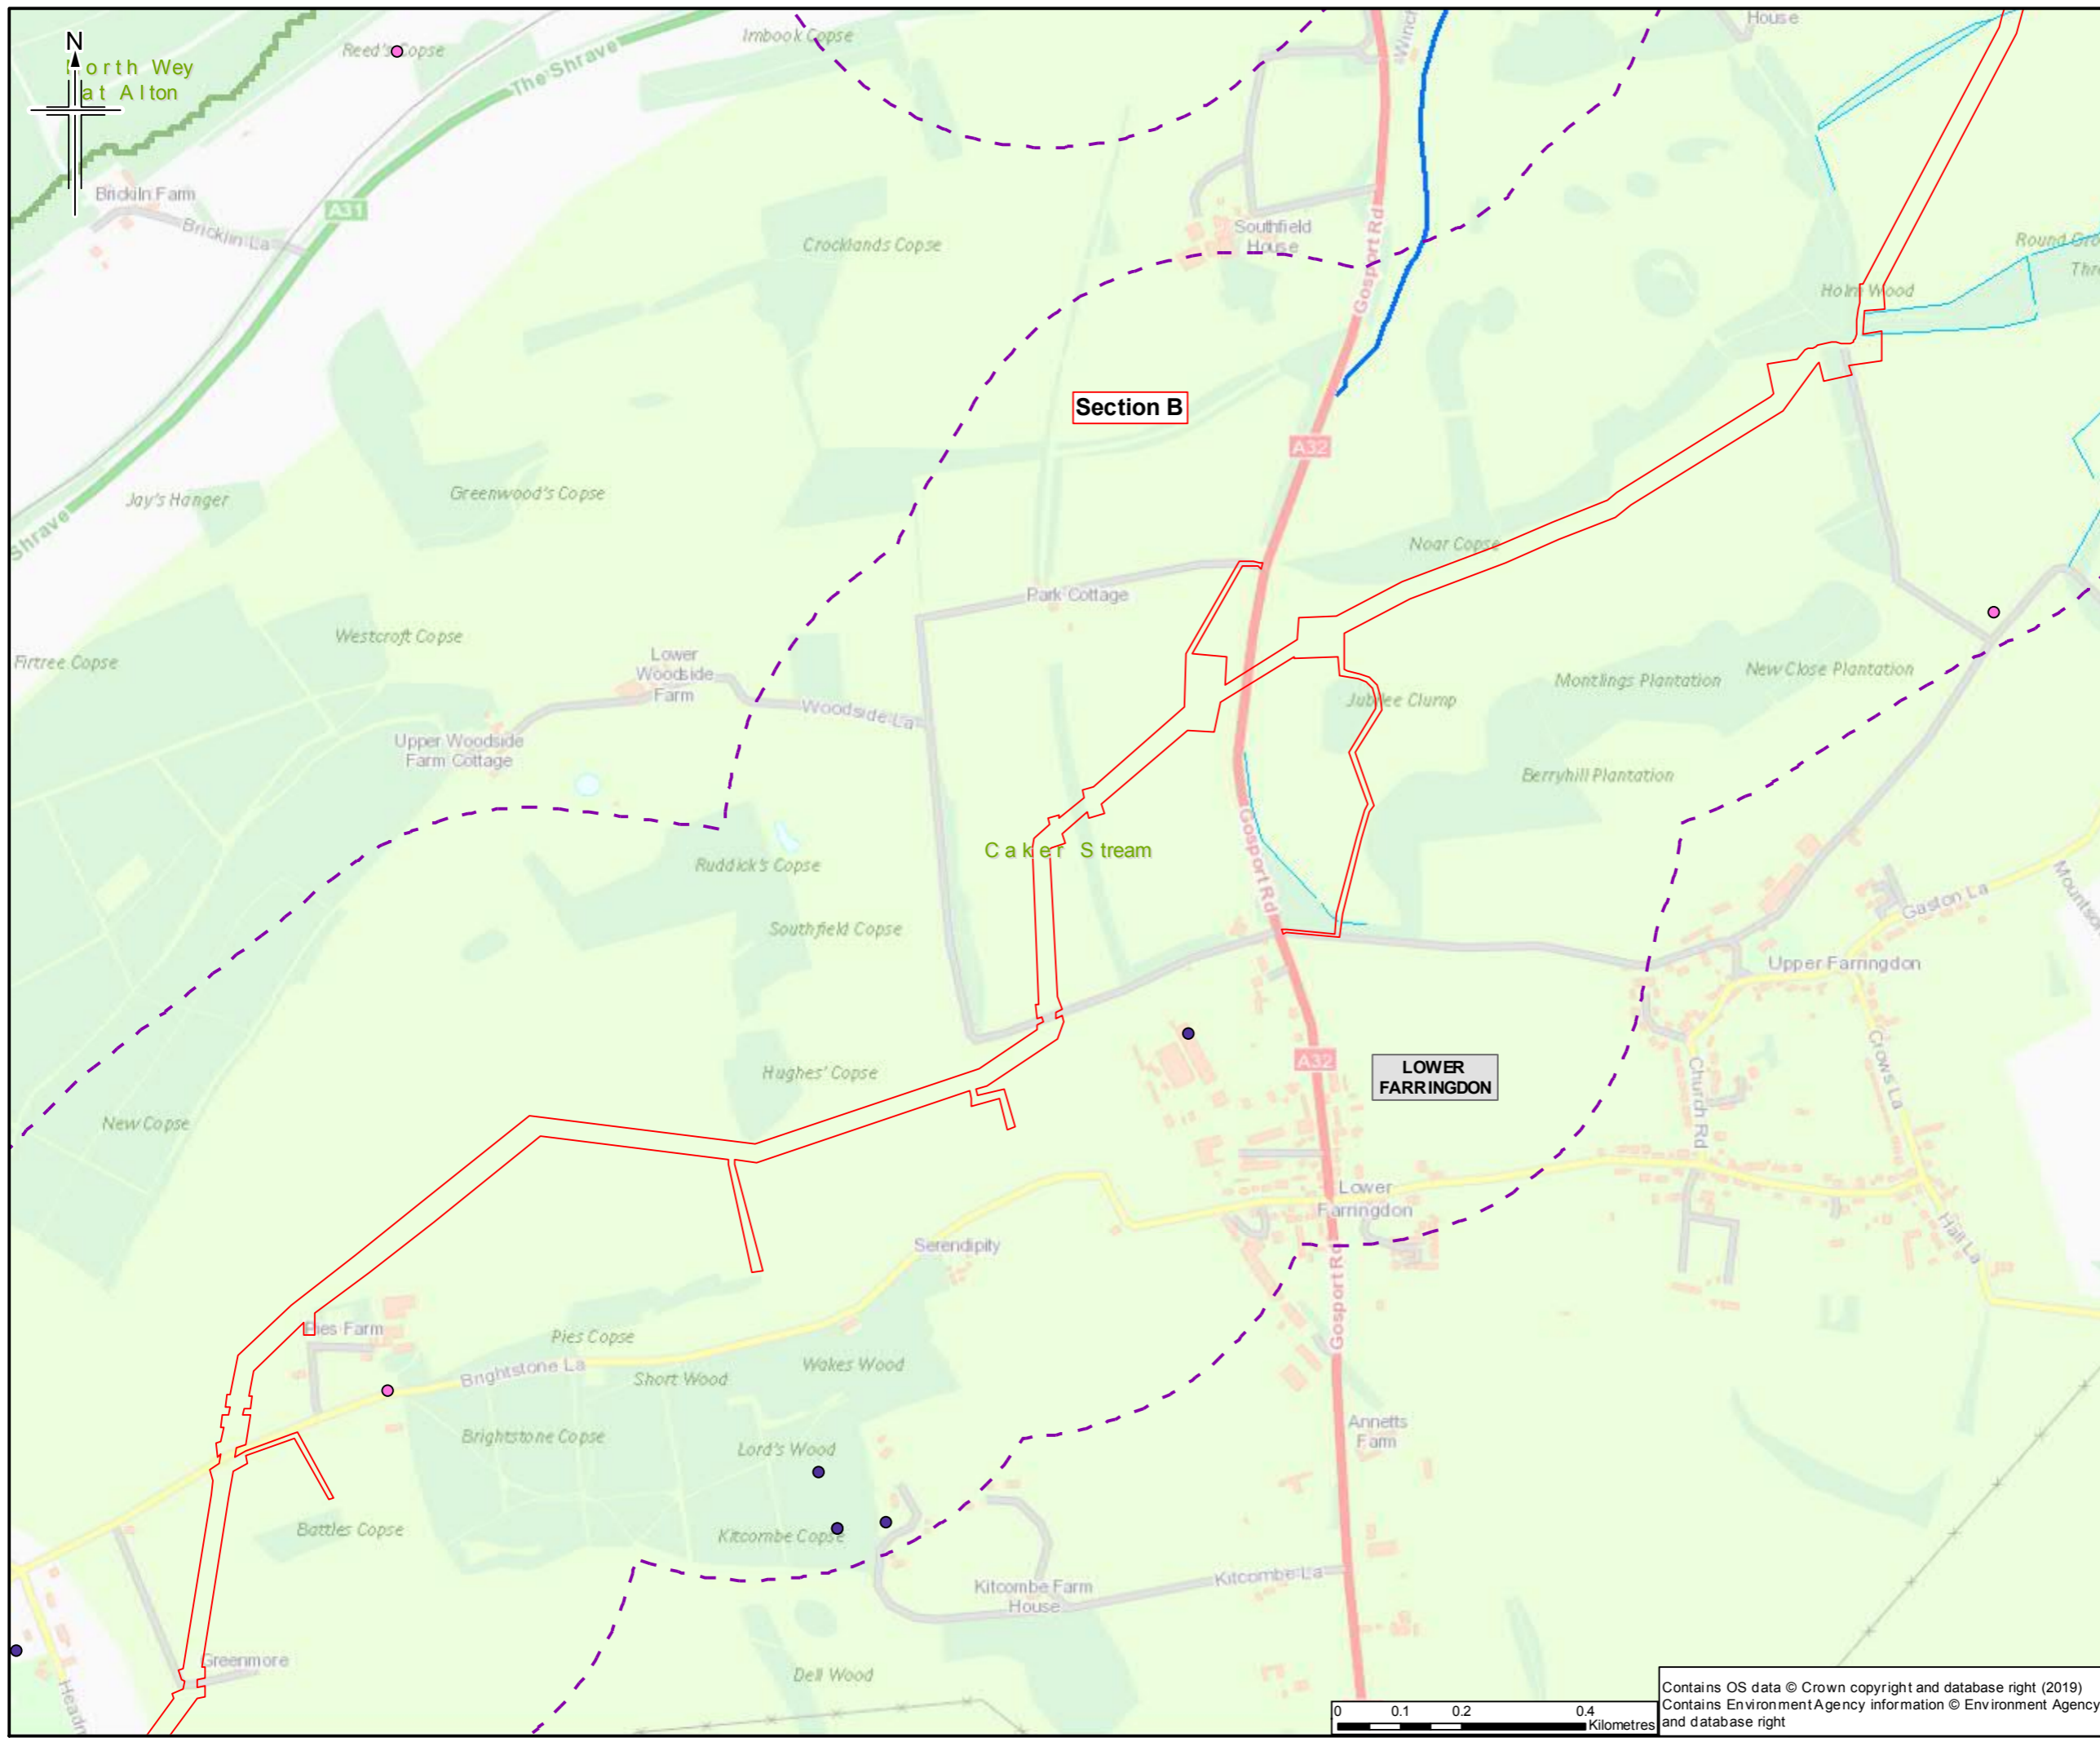 N
Reed's Copse
Imbook Copse
House
North Wey
at Alton
The Shrave
Brickiln Farm
Bricklin La
A31
Crocklands Copse
Southfield
House
Gosport Rd
Round Gro
Holm Wood
Section B
A32
Jay's Hanger
Greenwood's Copse
Shrave
Noar Copse
Park Cottage
Westcroft Copse
Firtree Copse
Lower
Woodside
Farm
Woodside La
Jubilee Clump
Montlings Plantation
New Close Plantation
Upper Woodside
Farm Cottage
Berryhill Plantation
Caker Stream
Gosport Rd
Ruddick's Copse
Southfield Copse
Gaston La
Upper Farringdon
Hughes' Copse
A32
LOWER
FARRINGDON
Crows La
Church Rd
New Copse
Lower
Farringdon
Hall La
Serendipity
Gosport Rd
Pies Farm
Pies Copse
Brightstone La
Short Wood
Wakes Wood
Brightstone Copse
Lord's Wood
Annetts
Farm
Battles Copse
Kitcombe Copse
Kitcombe Farm
House
Kitcombe La
Greenmore
Dell Wood
0 0.1 0.2 0.4
Kilometres
Contains OS data © Crown copyright and database right (2019)
Contains Environment Agency information © Environment Agency
and database right